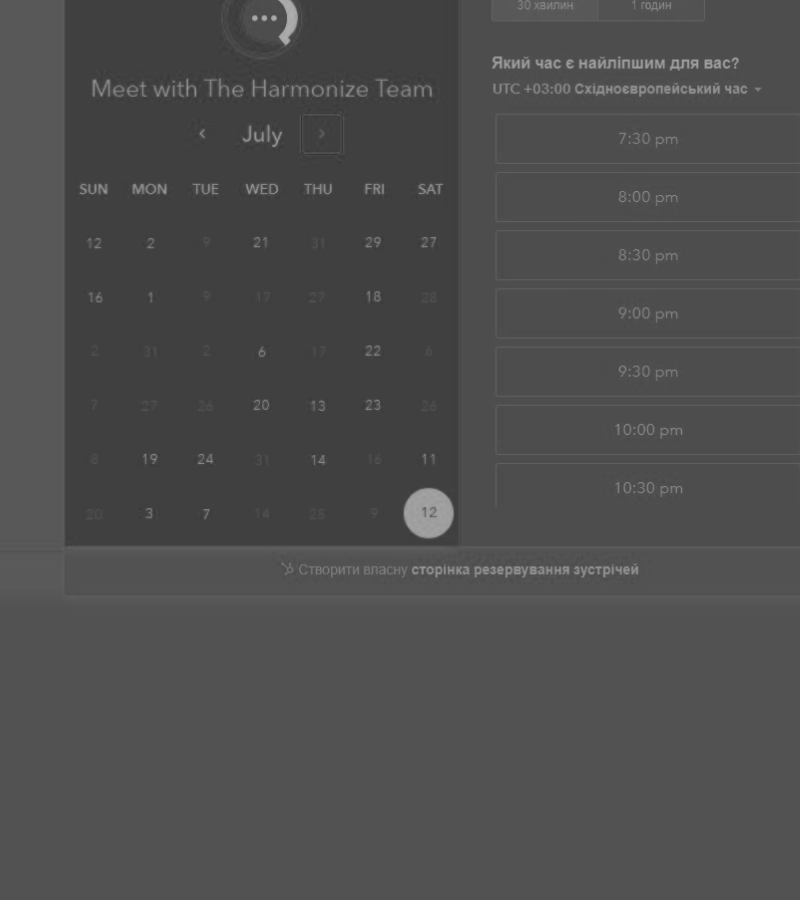 30 хвилин 1 годин
Який час є найліпшим для вас?
UTC +03:00 Східноєвропейський час
Meet with The Harmonize Team
July
SUN MON TUE WED THU FRI SAT
12 2 9 21 31 29 27
16 1 9 17 27 18 28
2 31 2 6 17 22 6
7 27 26 20 13 23 26
8 19 24 31 14 16 11
20 3 7 14 25 9 12
7:30 pm
8:00 pm
8:30 pm
9:00 pm
9:30 pm
10:00 pm
10:30 pm
Створити власну сторінка резервування зустрічей